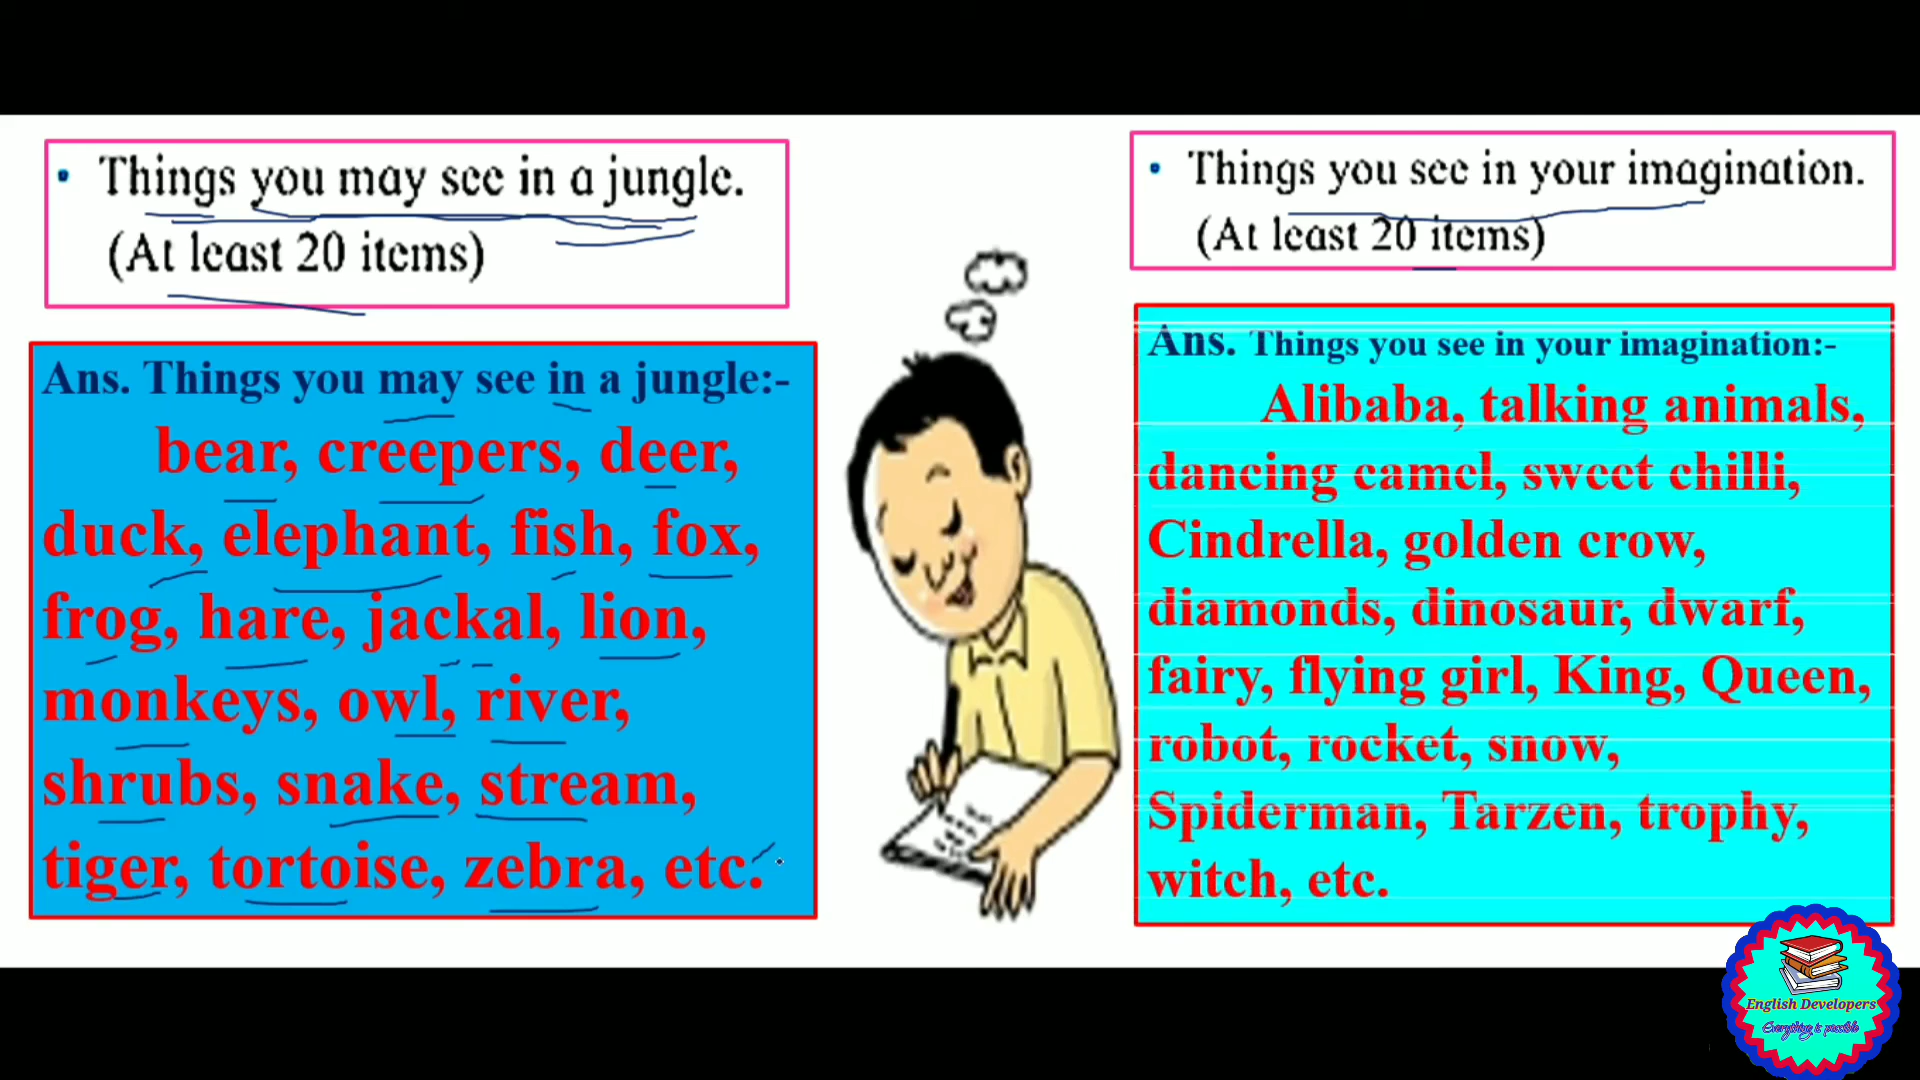 • Things you may see in a jungle.
(At least 20 items)
Ans. Things you may see in a jungle:-
bear, creepers, deer,
duck, elephant, fish, fox,
frog, hare, jackal, lion,
monkeys, owl, river,
shrubs, snake, stream,
tiger, tortoise, zebra, etc.
• Things you see in your imagination.
(At least 20 items)
Ans. Things you see in your imagination:-
Alibaba, talking animals,
dancing camel, sweet chilli,
Cindrella, golden crow,
diamonds, dinosaur, dwarf,
fairy, flying girl, King, Queen,
robot, rocket, snow,
Spiderman, Tarzen, trophy,
witch, etc.
English Developers
Everything is possible